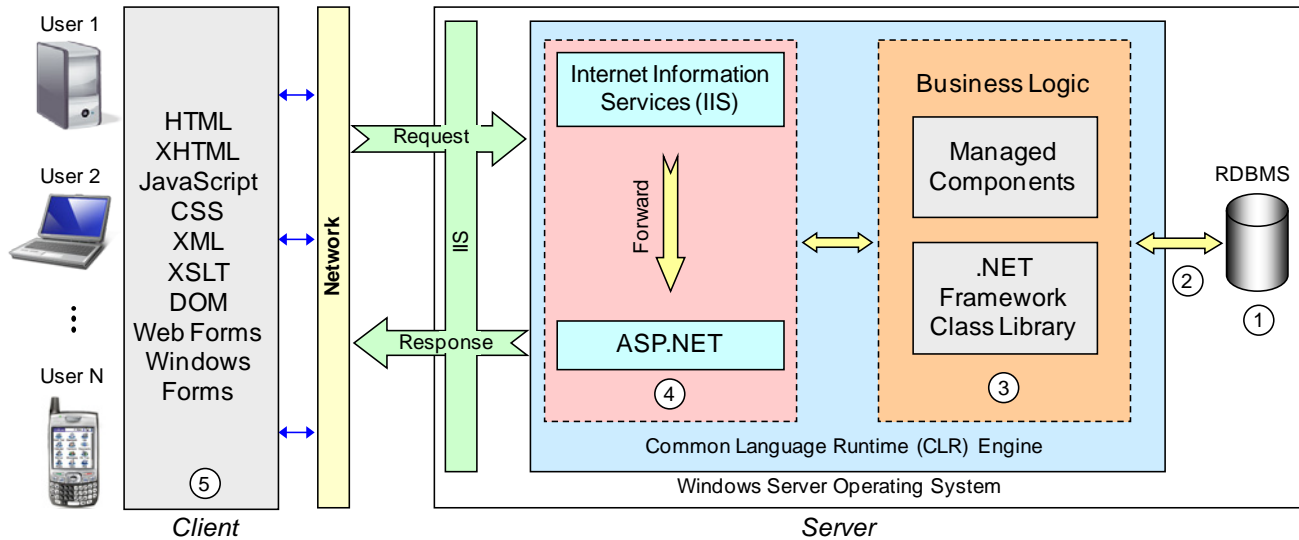 User 1
User 2
User N
HTML
XHTML
JavaScript
CSS
XML
XSLT
DOM
Web Forms
Windows
Forms
5
Client
Network
Request
Response
IIS
Internet Information
Services (IIS)
Forward
ASP.NET
4
Business Logic
Managed
Components
.NET
Framework
Class Library
3
Common Language Runtime (CLR) Engine
Windows Server Operating System
RDBMS
2
1
Server